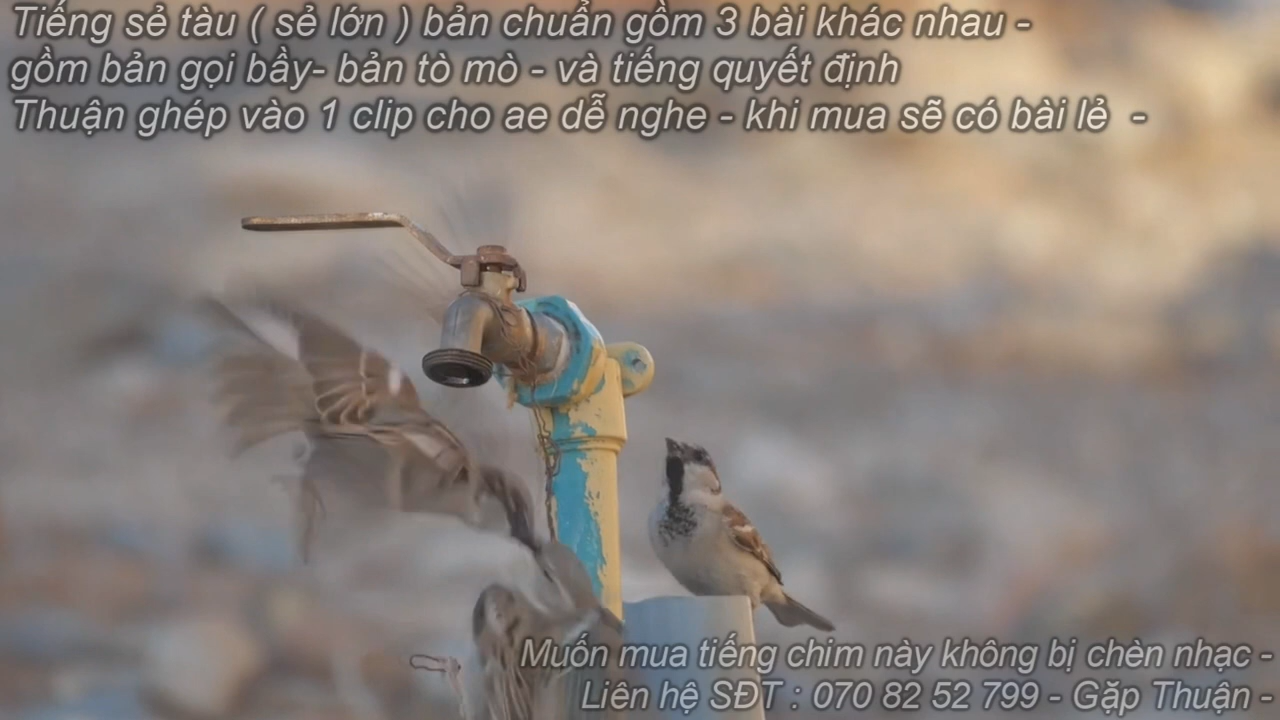 Tiếng sẻ tàu ( sẻ lớn ) bản chuẩn gồm 3 bài khác nhau -
gồm bản gọi bầy- bản tò mò - và tiếng quyết định
Thuận ghép vào 1 clip cho ae dễ nghe - khi mua sẽ có bài lẻ -
Muốn mua tiếng chim này không bị chèn nhạc -
Liên hệ SĐT : 070 82 52 799 - Gặp Thuận -